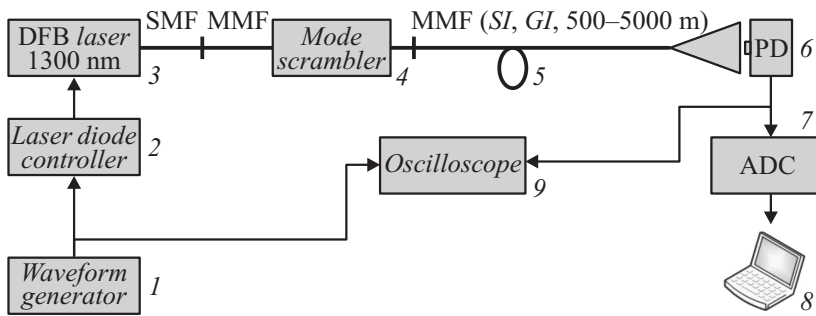 SMF MMF
MMF (SI, GI, 500–5000 m)
DFB laser
1300 nm
3
Mode
scrambler
4
5
PD
6
Laser diode
controller
2
Oscilloscope
9
7
ADC
Waveform
generator
1
8